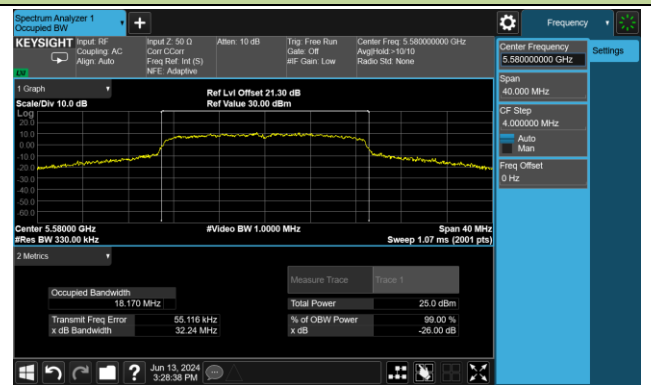 Spectrum Analyzer 1
Occupied BW
Frequency
KEYSIGHT
Input: RF
Coupling: AC
Align: Auto
Input Z: 50 Ω
Corr CCorr
Freq Ref: Int (S)
NFE: Adaptive
Atten: 10 dB
Trig: Free Run
Gate: Off
#IF Gain: Low
Center Freq: 5.580000000 GHz
Avg|Hold:>10/10
Radio Std: None
Center Frequency
5.580000000 GHz
Settings
Span
40.000 MHz
CF Step
4.000000 MHz
Auto
Man
Freq Offset
0 Hz
1 Graph
Scale/Div 10.0 dB
Ref Lvl Offset 21.30 dB
Ref Value 30.00 dBm
Log
20.0
10.0
0.00
-10.0
-20.0
-30.0
-40.0
-50.0
-60.0
Center 5.58000 GHz
#Res BW 330.00 kHz
#Video BW 1.0000 MHz
Span 40 MHz
Sweep 1.07 ms (2001 pts)
2 Metrics
Measure Trace
Trace 1
Occupied Bandwidth
18.170 MHz
Total Power
25.0 dBm
Transmit Freq Error
55.116 kHz
% of OBW Power
99.00 %
x dB Bandwidth
32.24 MHz
x dB
-26.00 dB
?
Jun 13, 2024
3:28:38 PM